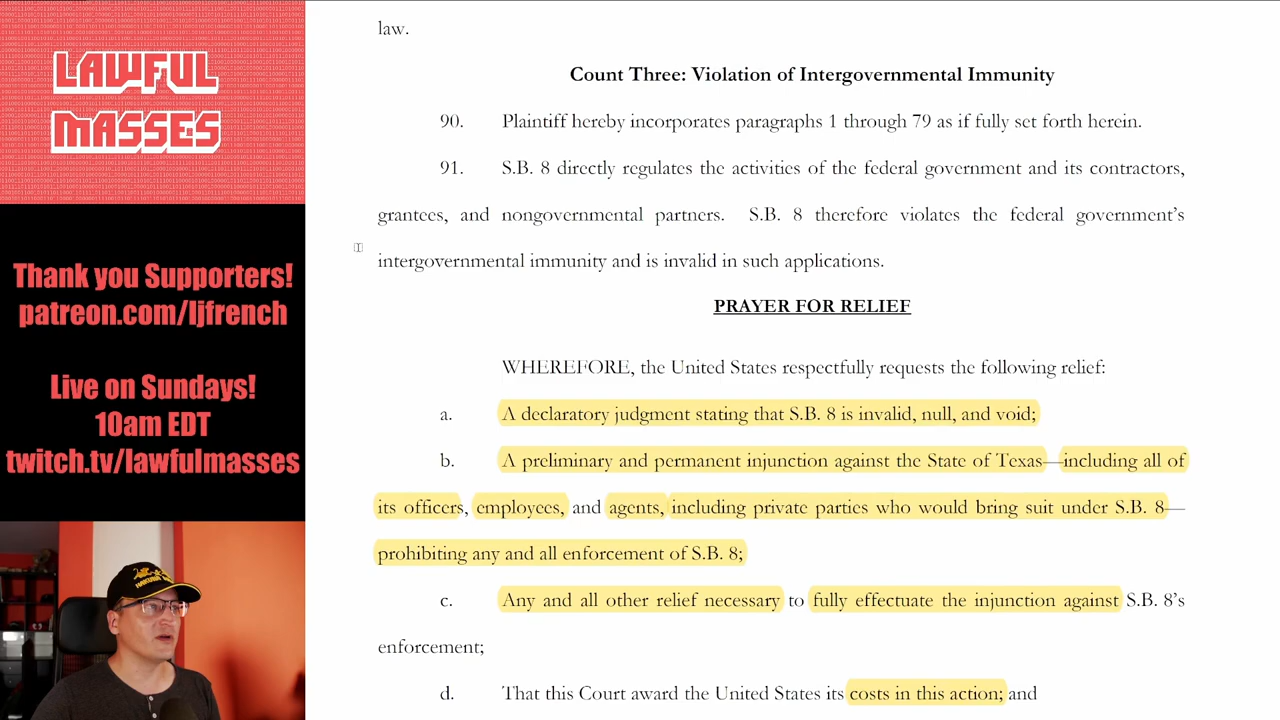 LAWFUL
MASSES
Thank you Supporters!
patreon.com/ljfrench
Live on Sundays!
10am EDT
twitch.tv/lawfulmasses
law.
Count Three: Violation of Intergovernmental Immunity
90. Plaintiff hereby incorporates paragraphs 1 through 79 as if fully set forth herein.
91. S.B. 8 directly regulates the activities of the federal government and its contractors,
grantees, and nongovernmental partners. S.B. 8 therefore violates the federal government’s
intergovernmental immunity and is invalid in such applications.
PRAYER FOR RELIEF
WHEREFORE, the United States respectfully requests the following relief:
a. A declaratory judgment stating that S.B. 8 is invalid, null, and void;
b. A preliminary and permanent injunction against the State of Texas—including all of
its officers, employees, and agents, including private parties who would bring suit under S.B. 8—
prohibiting any and all enforcement of S.B. 8;
c. Any and all other relief necessary to fully effectuate the injunction against S.B. 8’s
enforcement;
d. That this Court award the United States its costs in this action; and